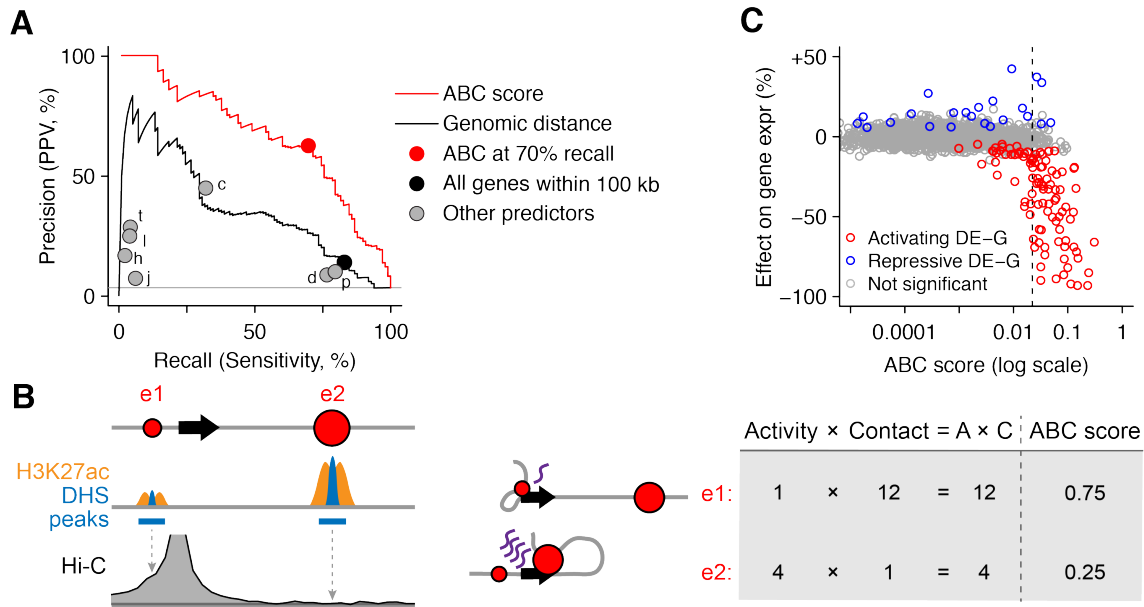 A
Precision (PPV, %)
100
50
0
0
50
100
Recall (Sensitivity, %)
c
t
l
h
j
d
p
ABC score
Genomic distance
ABC at 70% recall
All genes within 100 kb
Other predictors
C
Effect on gene expr (%)
+50
0
−50
−100
Activating DE−G
Repressive DE−G
Not significant
0.0001
0.01
0.1
1
ABC score (log scale)
B
e1
e2
H3K27ac
DHS
peaks
Hi-C
Activity × Contact = A × C ABC score
e1: 1 × 12 = 12 0.75
e2: 4 × 1 = 4 0.25